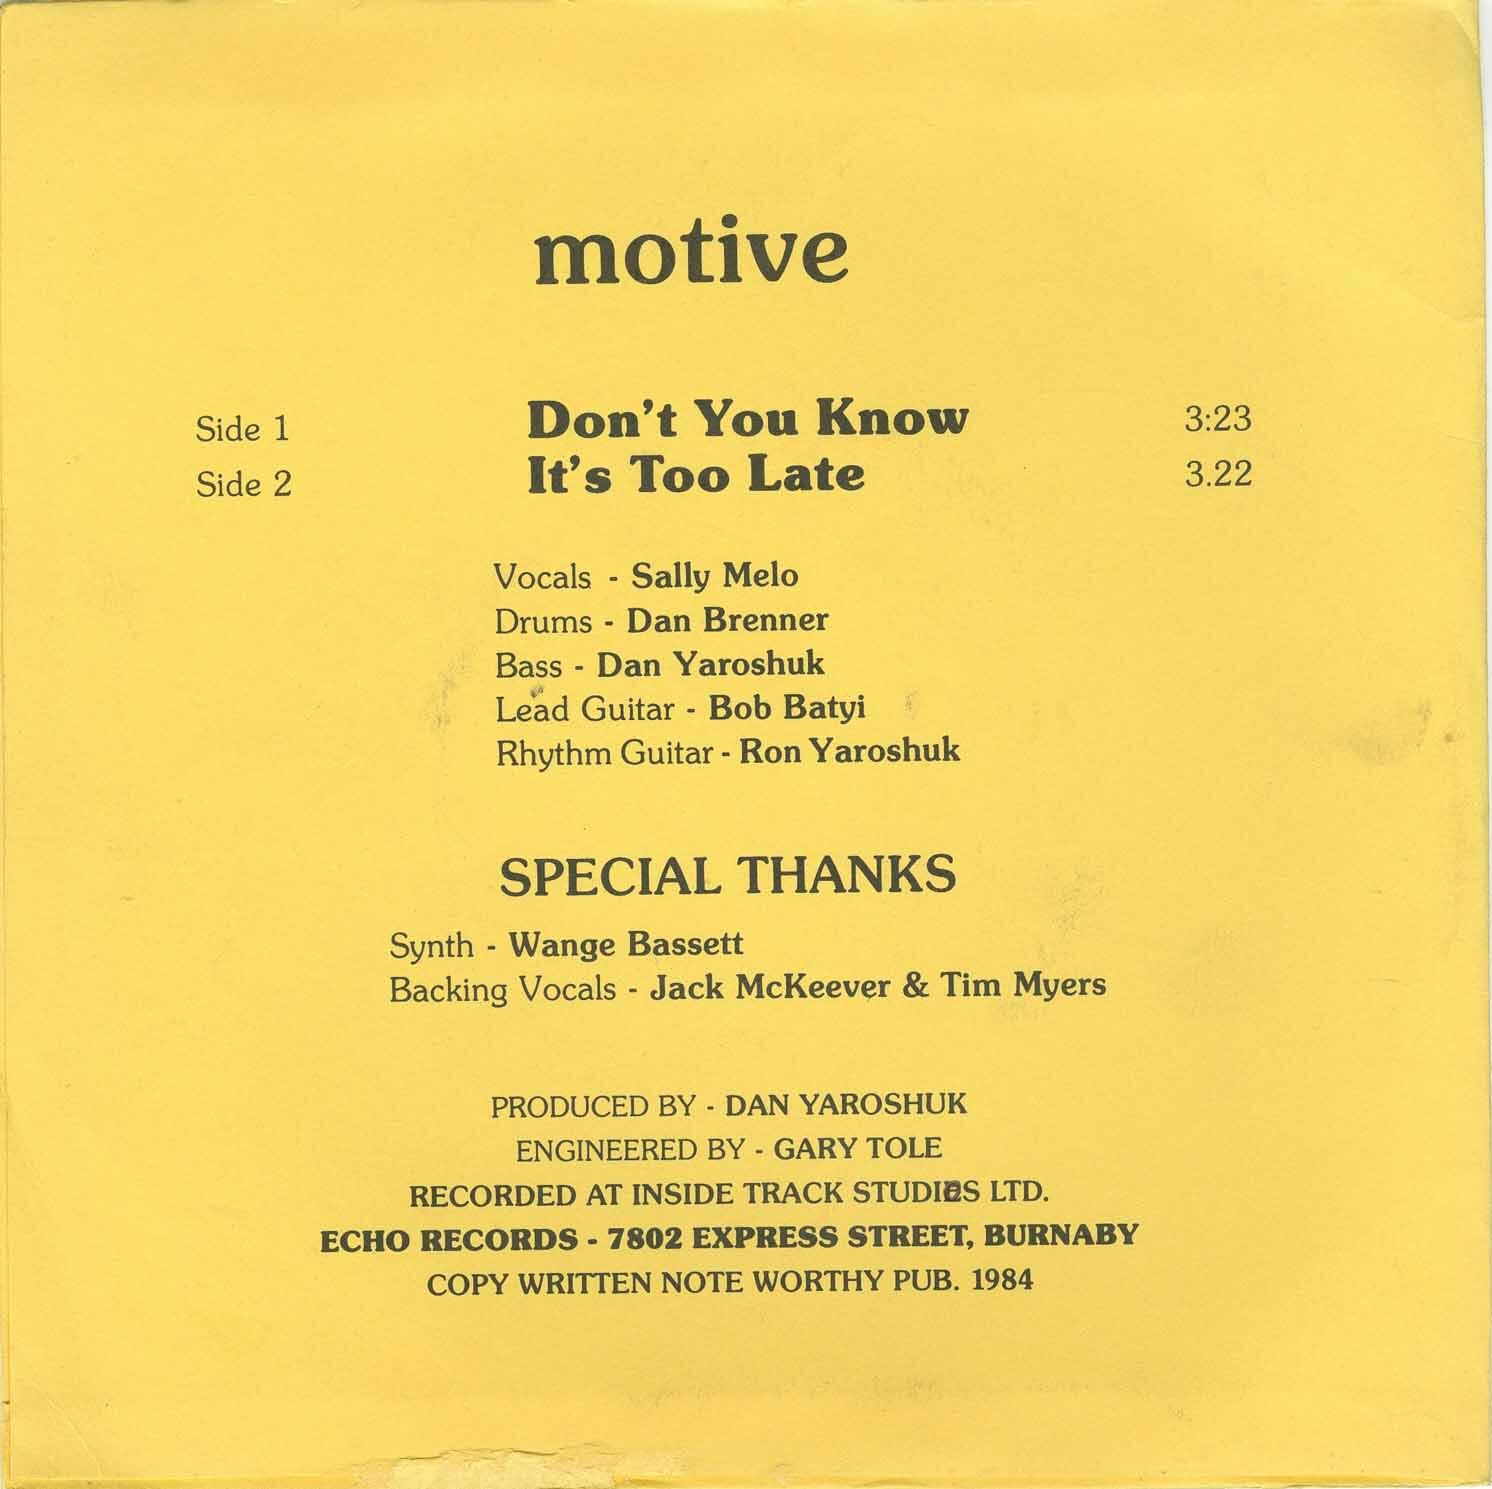 motive
Side 1 Don't You Know 3:23
Side 2 It's Too Late 3.22
Vocals - Sally Melo
Drums - Dan Brenner
Bass - Dan Yaroshuk
Lead Guitar - Bob Batyi
Rhythm Guitar - Ron Yaroshuk
SPECIAL THANKS
Synth - Wange Bassett
Backing Vocals - Jack McKeever & Tim Myers
PRODUCED BY - DAN YAROSHUK
ENGINEERED BY - GARY TOLE
RECORDED AT INSIDE TRACK STUDIES LTD.
ECHO RECORDS - 7802 EXPRESS STREET, BURNABY
COPY WRITTEN NOTE WORTHY PUB. 1984